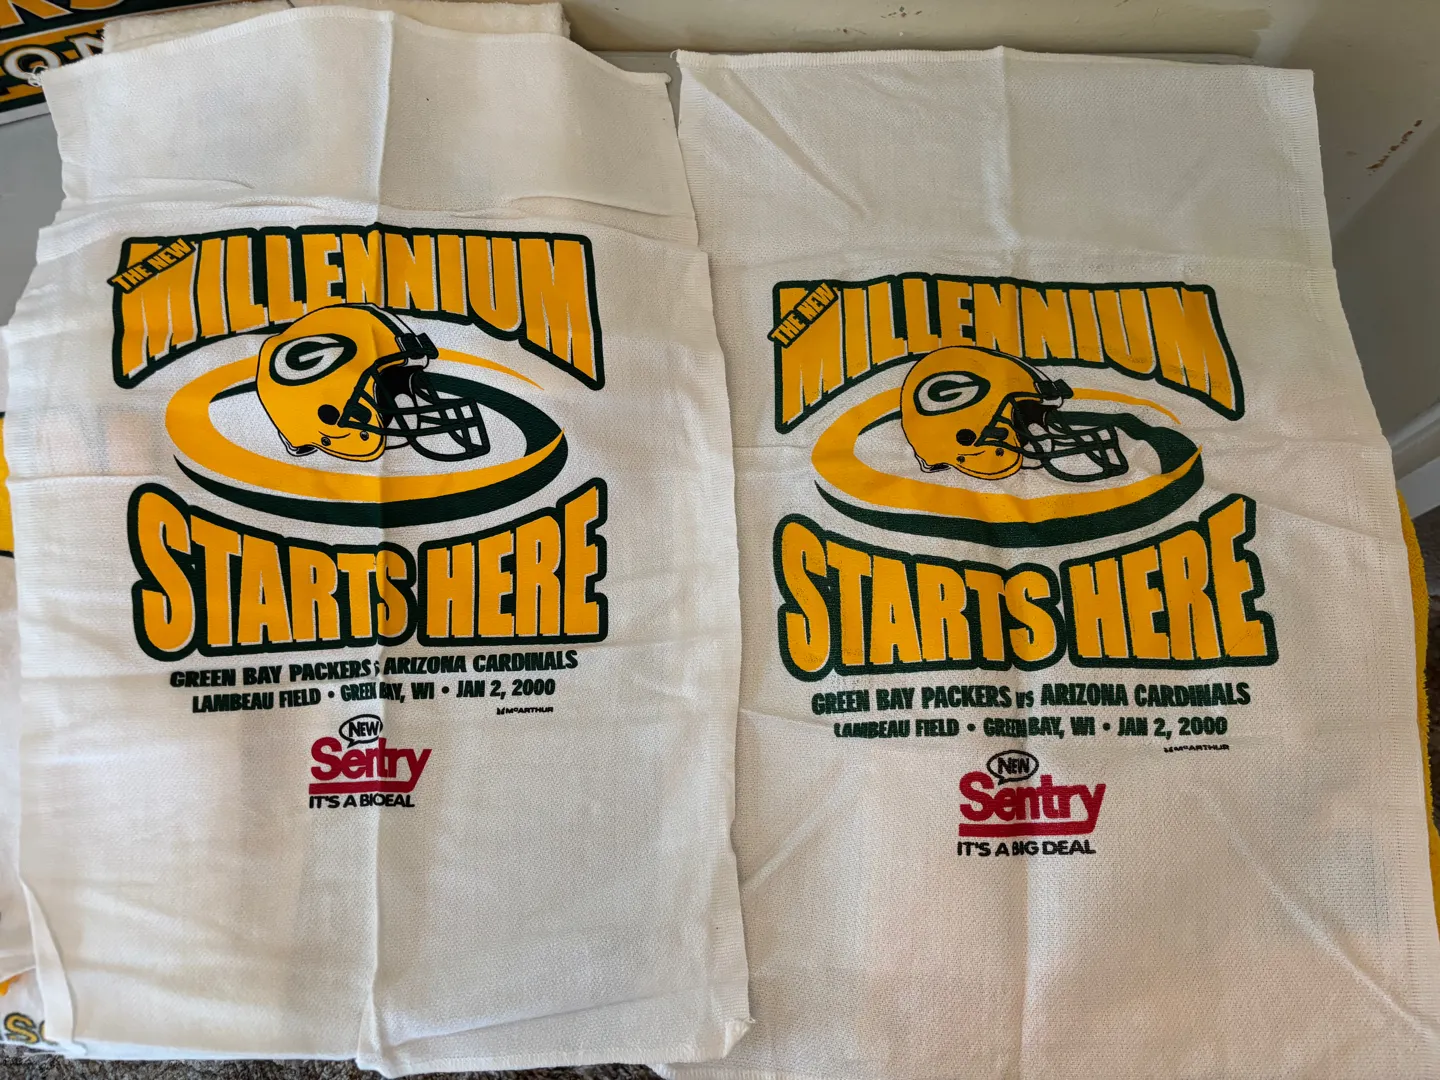 THE NEW
MILLENNIUM
G
STARTS HERE
GREEN BAY PACKERS ARIZONA CARDINALS
LAMBEAU FIELD • GREEN BAY, WI • JAN 2, 2000
MCARTHUR
NEW
Sentry
IT'S A BIG DEAL
THE NEW
MILLENNIUM
G
STARTS HERE
GREEN BAY PACKERS VS ARIZONA CARDINALS
LAMBEAU FIELD • GREEN BAY, WI • JAN 2, 2000
MCARTHUR
NEW
Sentry
IT'S A BIG DEAL